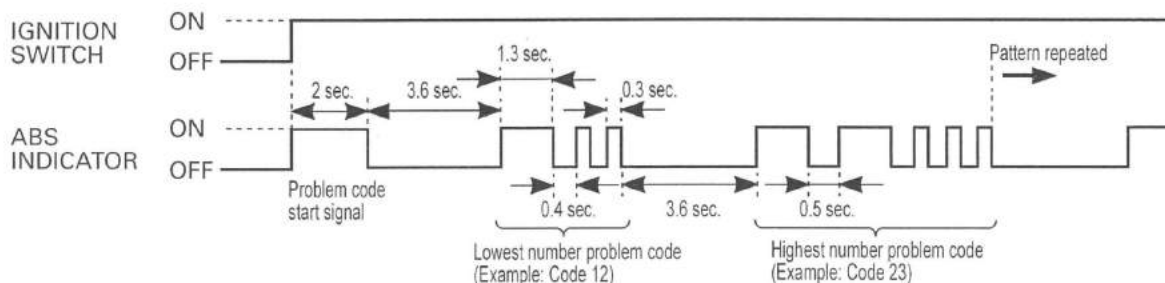 IGNITION
SWITCH
ON
OFF
1.3 sec.
Pattern repeated
2 sec.
3.6 sec.
0.3 sec.
ABS
INDICATOR
ON
OFF
Problem code
start signal
0.4 sec.
3.6 sec.
0.5 sec.
Lowest number problem code
(Example: Code 12)
Highest number problem code
(Example: Code 23)